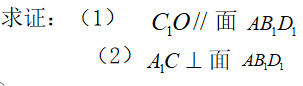 求证：（1） C₁O// 面 AB₁D₁
（2） A₁C ⊥ 面 AB₁D₁